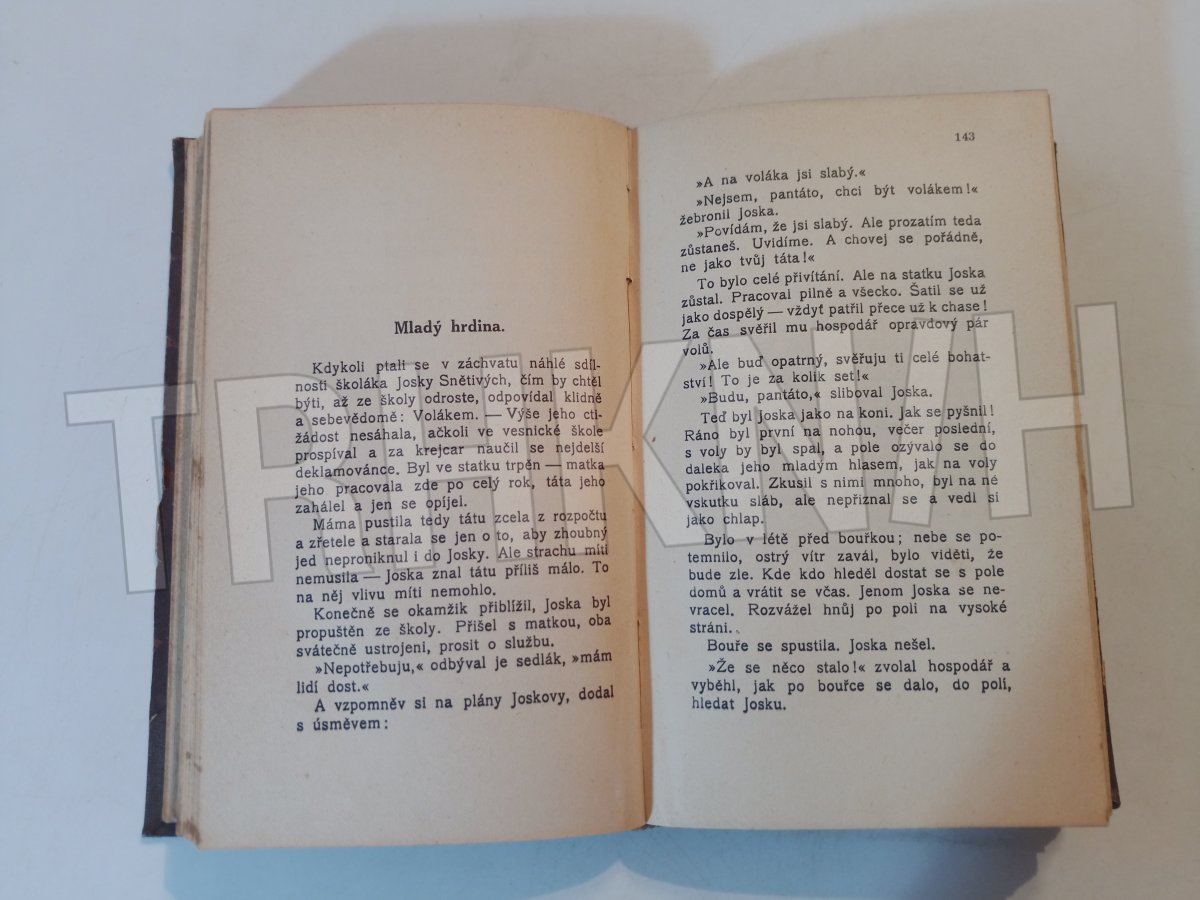 Mladý hrdina.
Kdykoli ptali se v záchvatu náhlé sdíl-
nosti školáka Josky Snětivých, čím by chtěl
býti, až ze školy odroste, odpovídal klidně
a sebevědomě: Volákem. — Výše jeho cti-
žádost nesáhala, ačkoli ve vesnické škole
prospíval a za krejcar naučil se nejdelší
deklamovánce. Byl ve statku trpěn — matka
jeho pracovala zde po celý rok, táta jeho
zahálel a jen se opíjel.
Máma pustila tedy tátu zcela z rozpočtu
a zřetele a starala se jen o to, aby zhoubný
jed neproniknul i do Josky. Ale strachu míti
nemusila — Joska znal tátu příliš málo. To
na něj vlivu míti nemohlo.
Konečně se okamžik přiblížil, Joska byl
propuštěn ze školy. Přišel s matkou, oba
svátečně ustrojeni, prosit o službu.
»Nepotřebuju,« odbýval je sedlák, »mám
lidí dost.«
A vzpomněv si na plány Joskovy, dodal
s úsměvem:
143
»A na voláka jsi slabý.«
»Nejsem, pantáto, chci být volákem!«
žebronil Joska.
»Povídám, že jsi slabý. Ale prozatím teda
zůstaneš. Uvidíme. A chovej se pořádně,
ne jako tvůj táta!«
To bylo celé přivítání. Ale na statku Joska
zůstal. Pracoval pilně a všecko. Šatil se už
jako dospělý — vždyť patřil přece už k chase!
Za čas svěřil mu hospodář opravdový pár
volů.
»Ale buď opatrný, svěřuju ti celé bohat-
ství! To je za kolik set!«
»Budu, pantáto,« sliboval Joska.
Teď byl Joska jako na koni. Jak se pyšnil!
Ráno byl první na nohou, večer poslední,
s voly by byl spal, a pole ozývalo se do
daleka jeho mladým hlasem, jak na voly
pokřikoval. Zkusil s nimi mnoho, byl na ně
vskutku sláb, ale nepřiznal se a vedl si
jako chlap.
Bylo v létě před bouřkou; nebe se po-
temnilo, ostrý vítr zavál, bylo viděti, že
bude zle. Kde kdo hleděl dostat se s pole
domů a vrátit se včas. Jenom Joska se ne-
vracel. Rozvážel hnůj po poli na vysoké
stráni.
Bouře se spustila. Joska nešel.
»Že se něco stalo!« zvolal hospodář a
vyběhl, jak po bouřce se dalo, do polí,
hledat Josku.
TRHKNIH